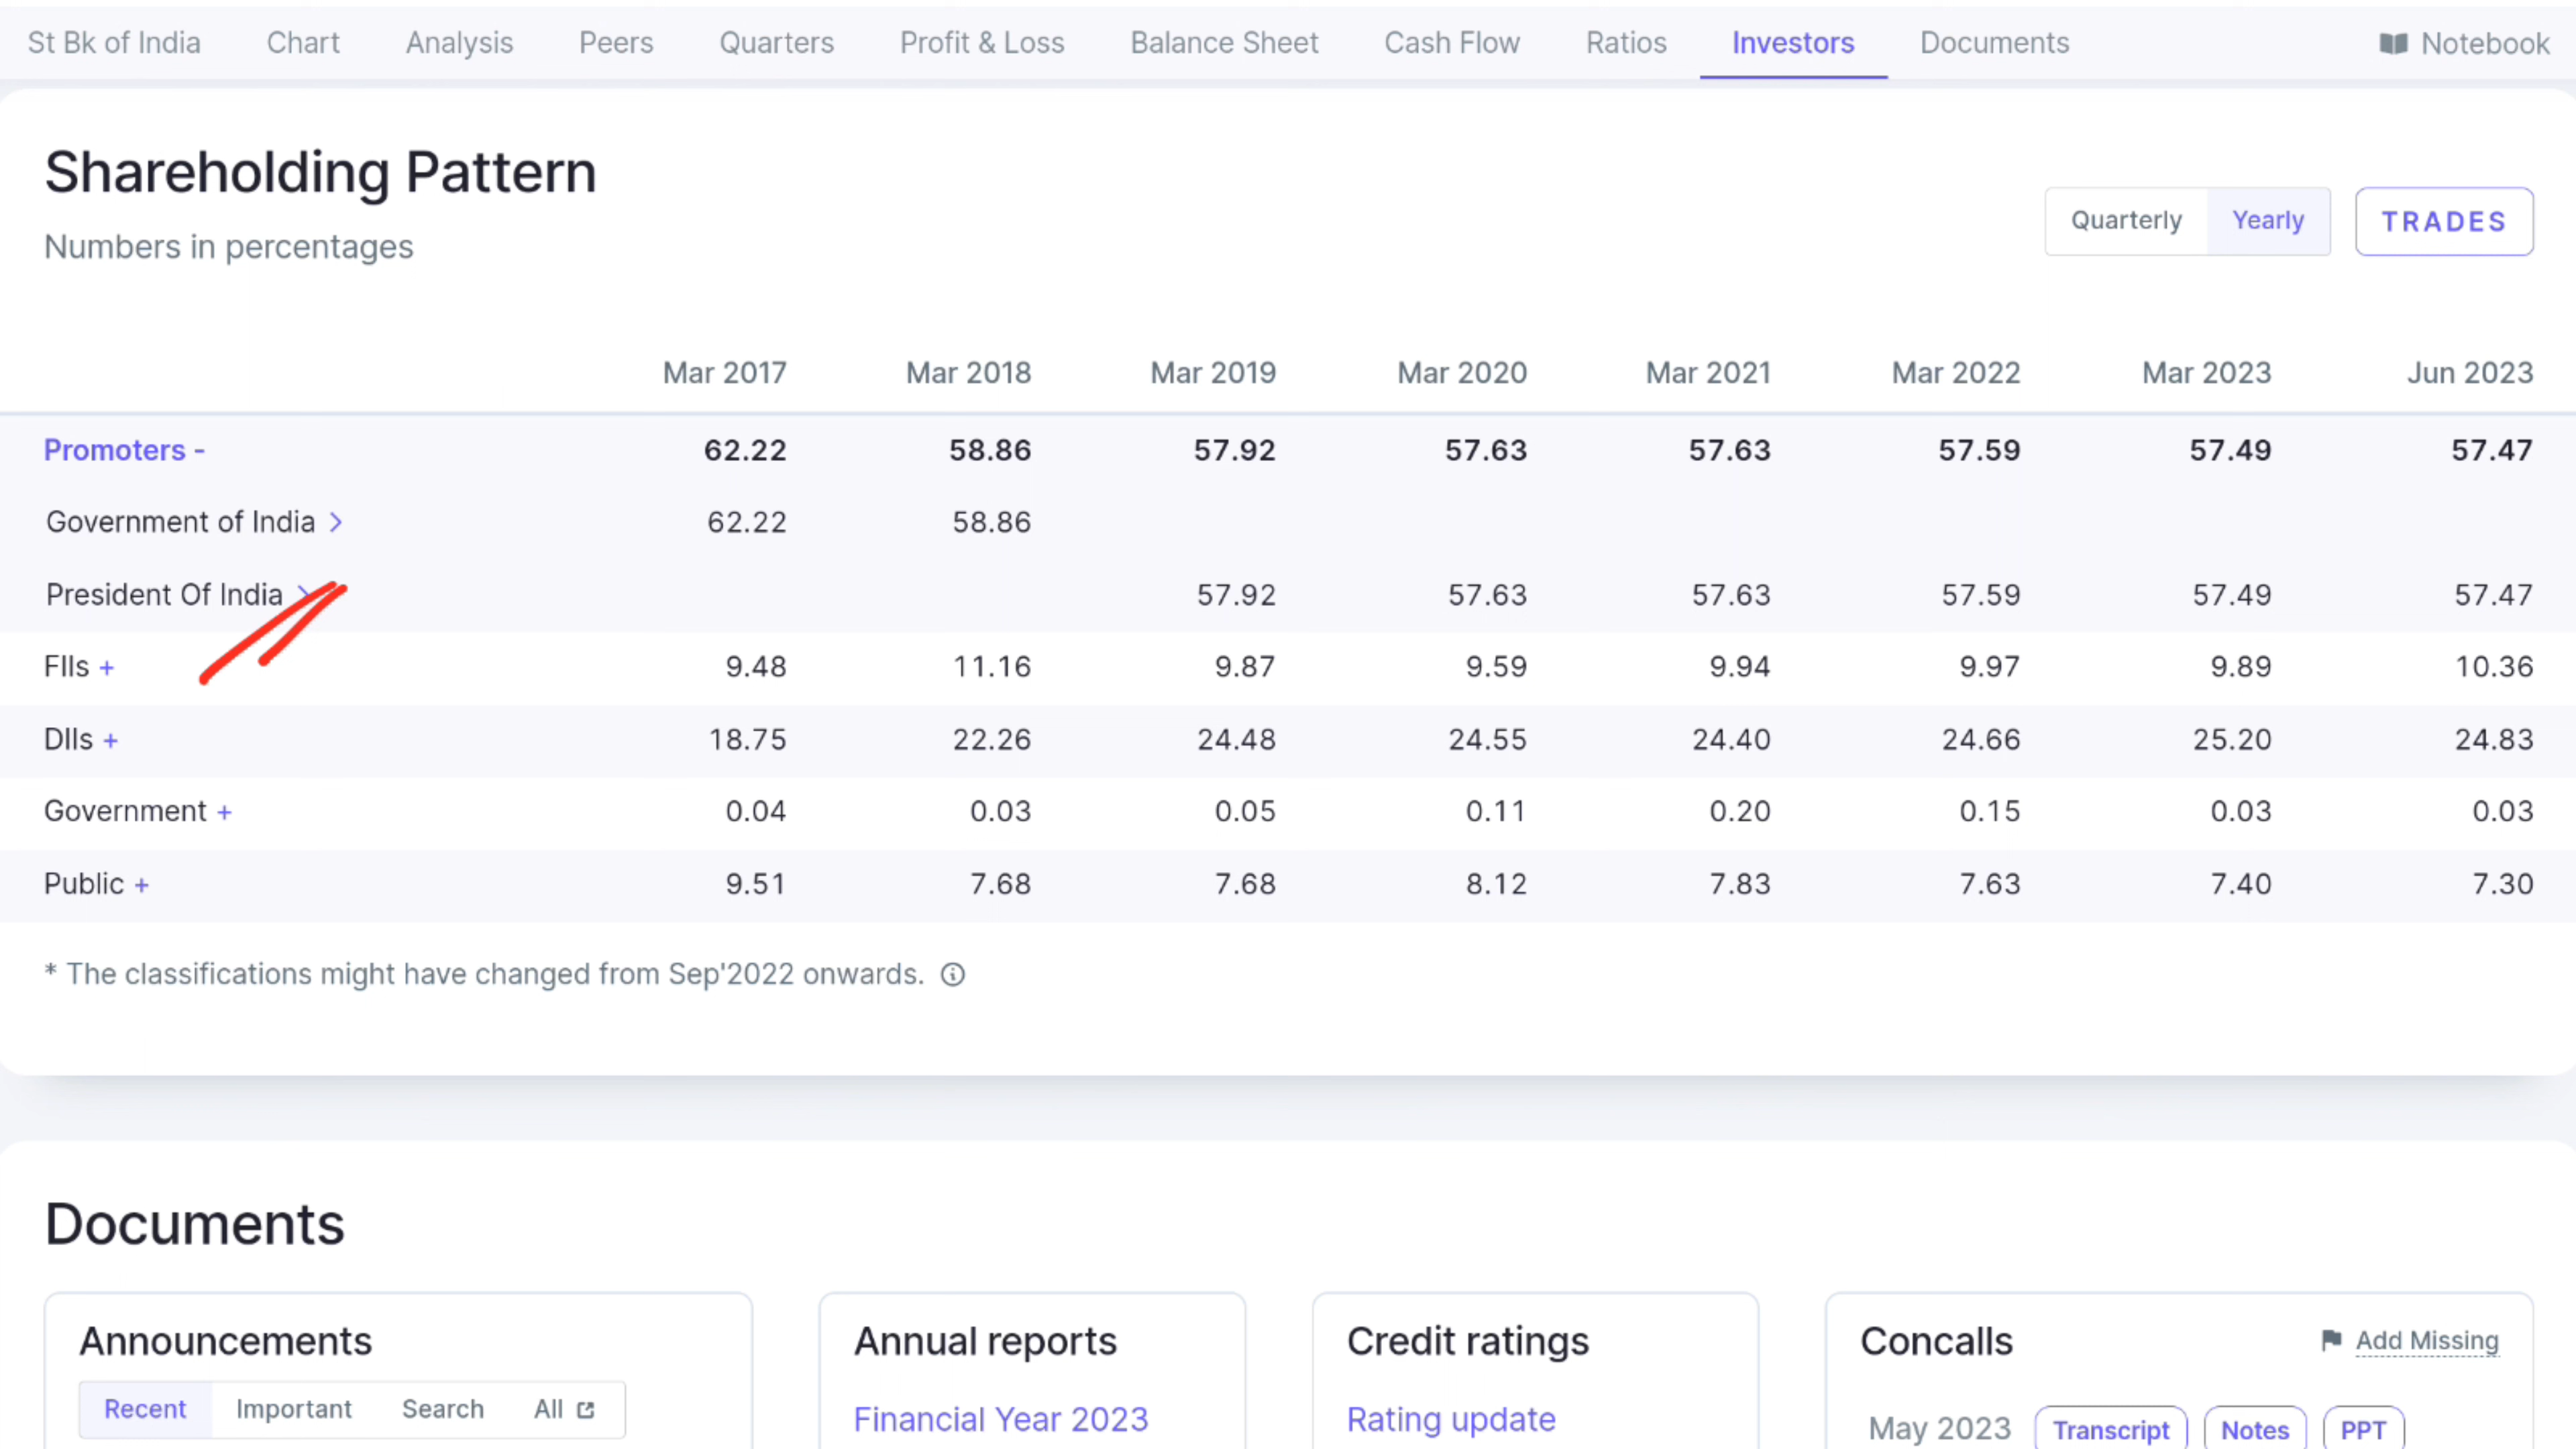 St Bk of India Chart Analysis Peers Quarters Profit & Loss Balance Sheet Cash Flow Ratios Investors Documents Notebook
Shareholding Pattern
Numbers in percentages
Quarterly Yearly TRADES
Mar 2017 Mar 2018 Mar 2019 Mar 2020 Mar 2021 Mar 2022 Mar 2023 Jun 2023
Promoters - 62.22 58.86 57.92 57.63 57.63 57.59 57.49 57.47
Government of India > 62.22 58.86
President Of India > 57.92 57.63 57.63 57.59 57.49 57.47
FIIs + 9.48 11.16 9.87 9.59 9.94 9.97 9.89 10.36
DIIs + 18.75 22.26 24.48 24.55 24.40 24.66 25.20 24.83
Government + 0.04 0.03 0.05 0.11 0.20 0.15 0.03 0.03
Public + 9.51 7.68 7.68 8.12 7.83 7.63 7.40 7.30
* The classifications might have changed from Sep'2022 onwards.
Documents
Announcements
Recent Important Search All
Annual reports
Financial Year 2023
Credit ratings
Rating update
Concalls Add Missing
May 2023 Transcript Notes PPT